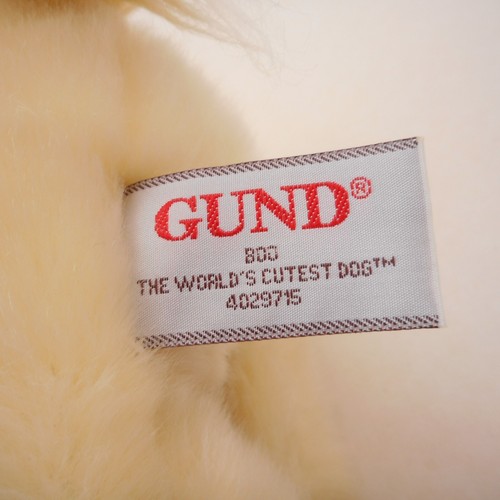 GUND®
BOO
THE WORLD'S CUTEST DOG™
4029715